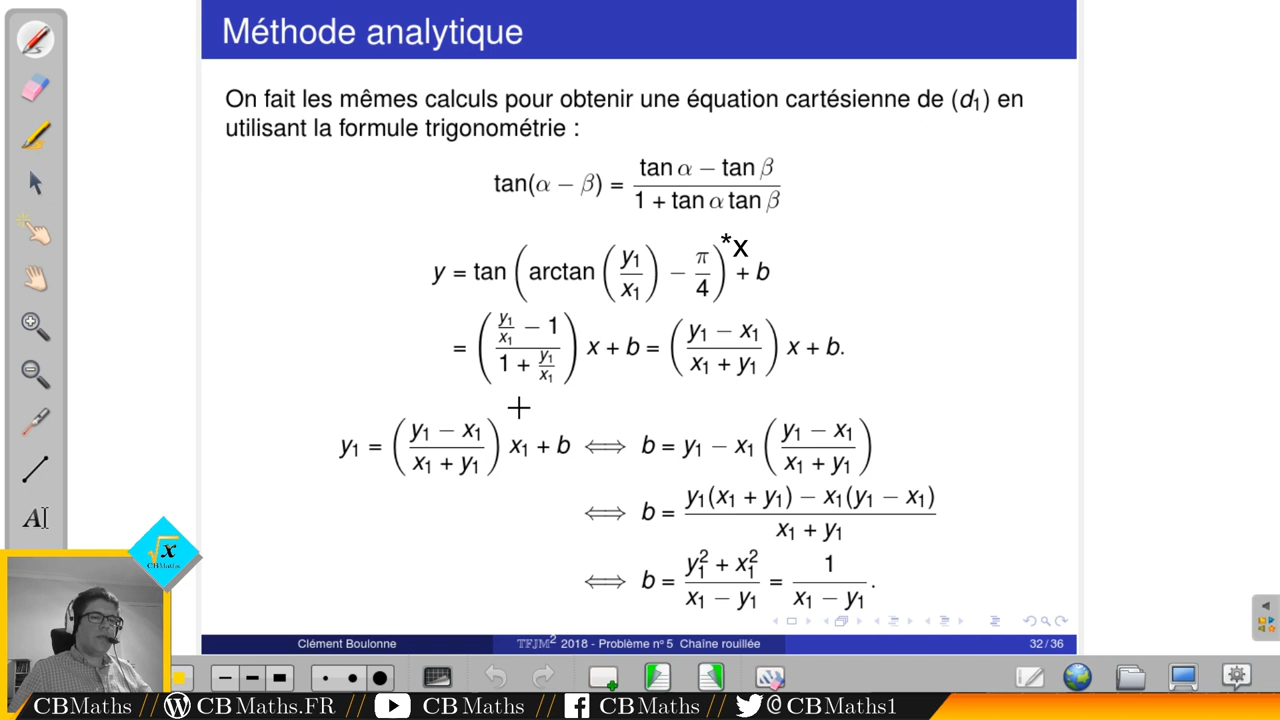 Méthode analytique
On fait les mêmes calculs pour obtenir une équation cartésienne de (d₁) en
utilisant la formule trigonométrie :
tan(α − β) = (tan α − tan β) / (1 + tan α tan β)
y = tan (arctan (y₁/x₁) − π/4) *x + b
= ((y₁/x₁ − 1) / (1 + y₁/x₁)) x + b = ((y₁ − x₁) / (x₁ + y₁)) x + b.
y₁ = ((y₁ − x₁) / (x₁ + y₁)) x₁ + b ⟺ b = y₁ − x₁ ((y₁ − x₁) / (x₁ + y₁))
⟺ b = (y₁(x₁ + y₁) − x₁(y₁ − x₁)) / (x₁ + y₁)
⟺ b = (y₁² + x₁²) / (x₁ − y₁) = 1 / (x₁ − y₁).
Clément Boulonne TFJM² 2018 - Problème nº 5 Chaîne rouillée 32 / 36
A
√x
CBMaths
CBMaths // CBMaths.FR // CBMaths // CBMaths // @CBMaths1